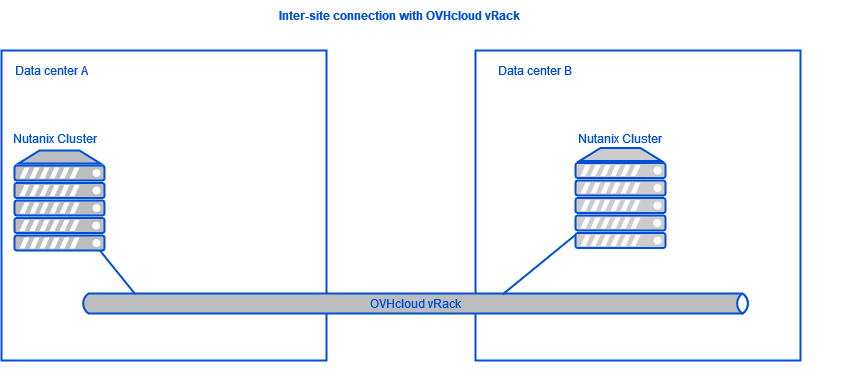 Inter-site connection with OVHcloud vRack
Data center A
Data center B
Nutanix Cluster
Nutanix Cluster
OVHcloud vRack